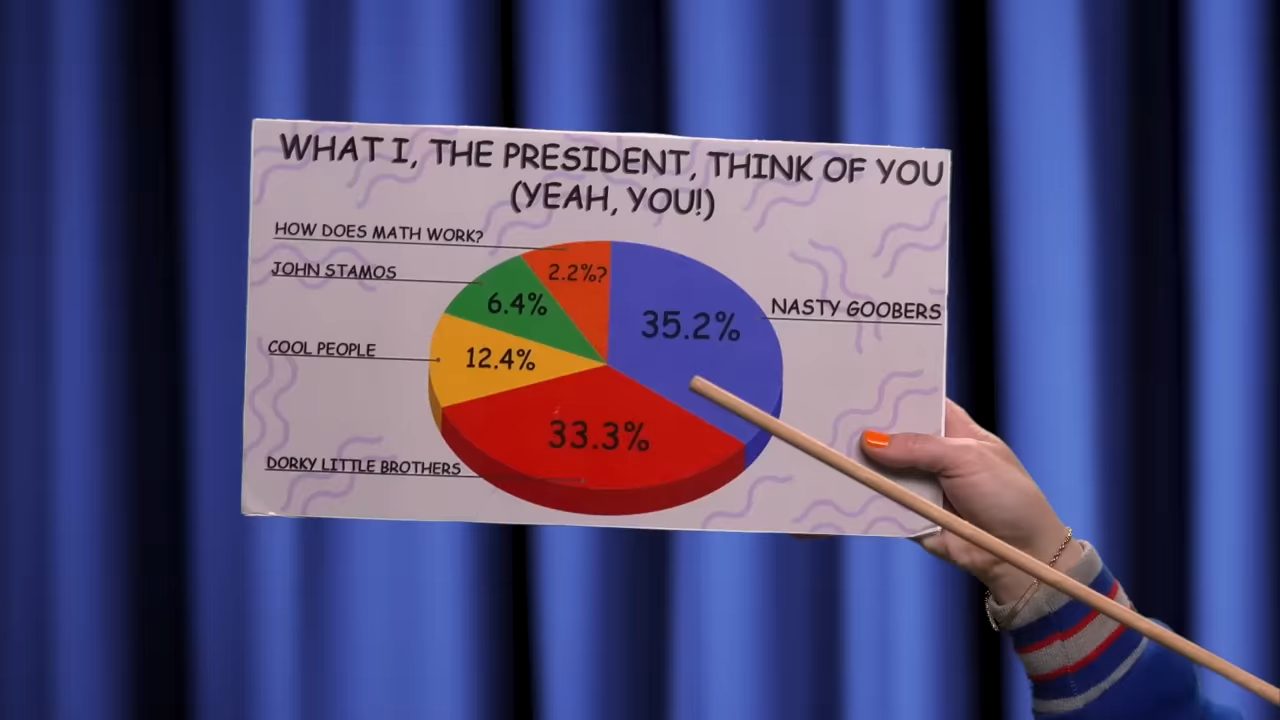 WHAT I, THE PRESIDENT, THINK OF YOU
(YEAH, YOU!)
HOW DOES MATH WORK?
2.2%?
JOHN STAMOS
6.4%
NASTY GOOBERS
35.2%
COOL PEOPLE
12.4%
33.3%
DORKY LITTLE BROTHERS